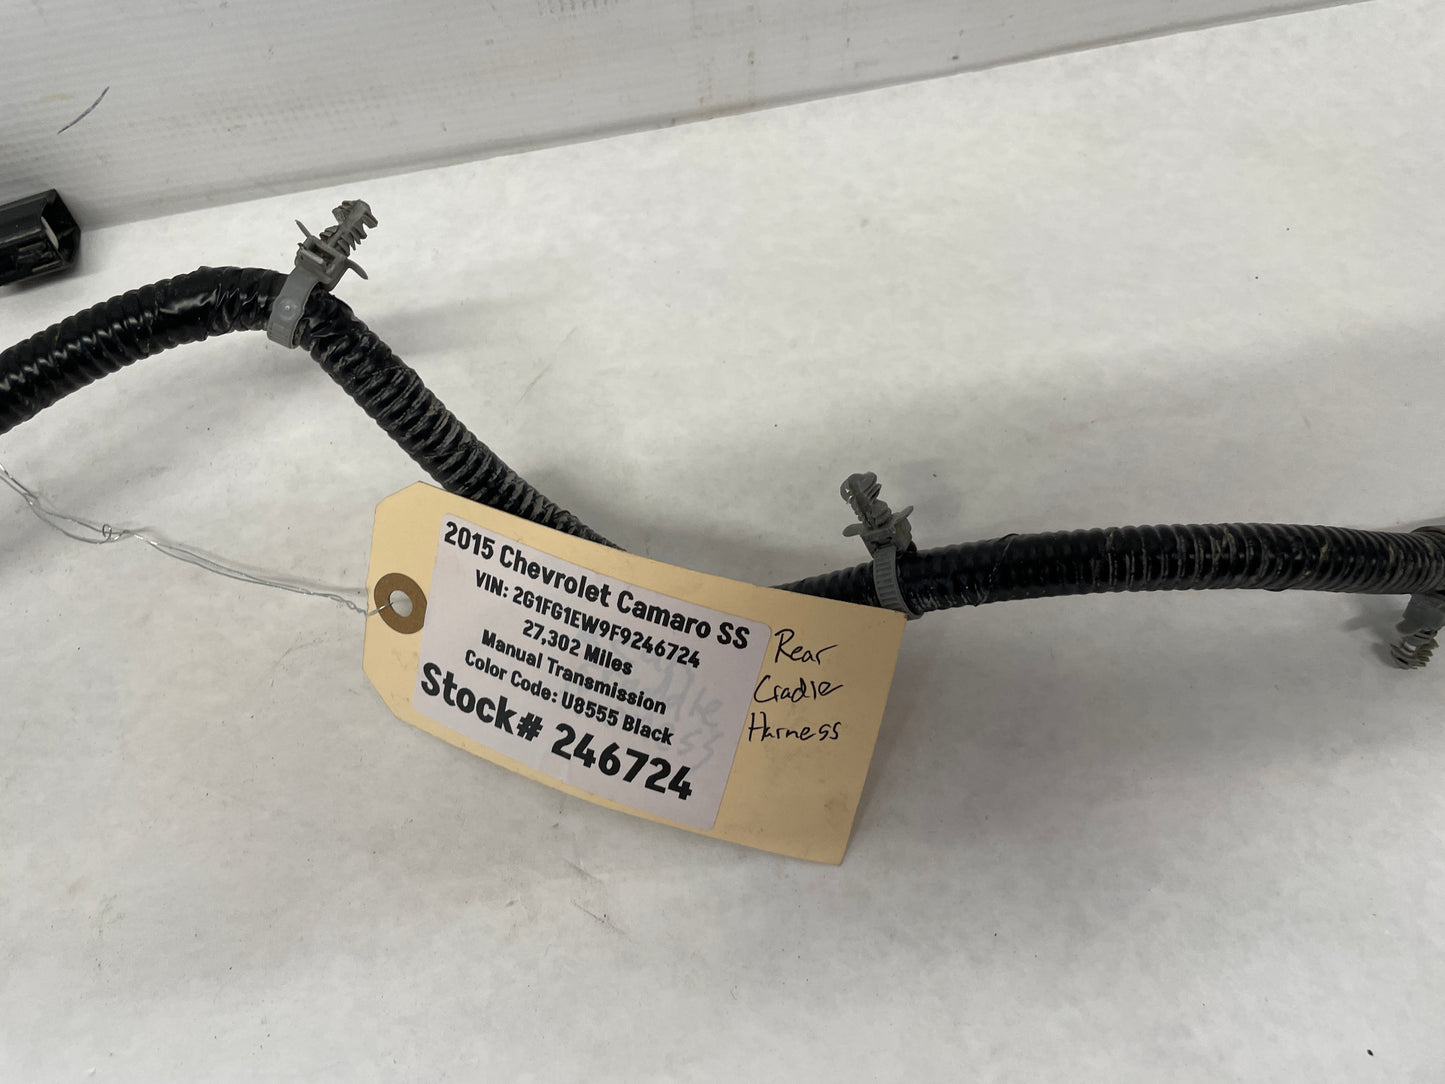 2015 Chevrolet Camaro SS
VIN: 2G1FG1EW9F9246724
27,302 Miles
Manual Transmission
Color Code: U8555 Black
Stock# 246724
Rear
Cradle
Harness